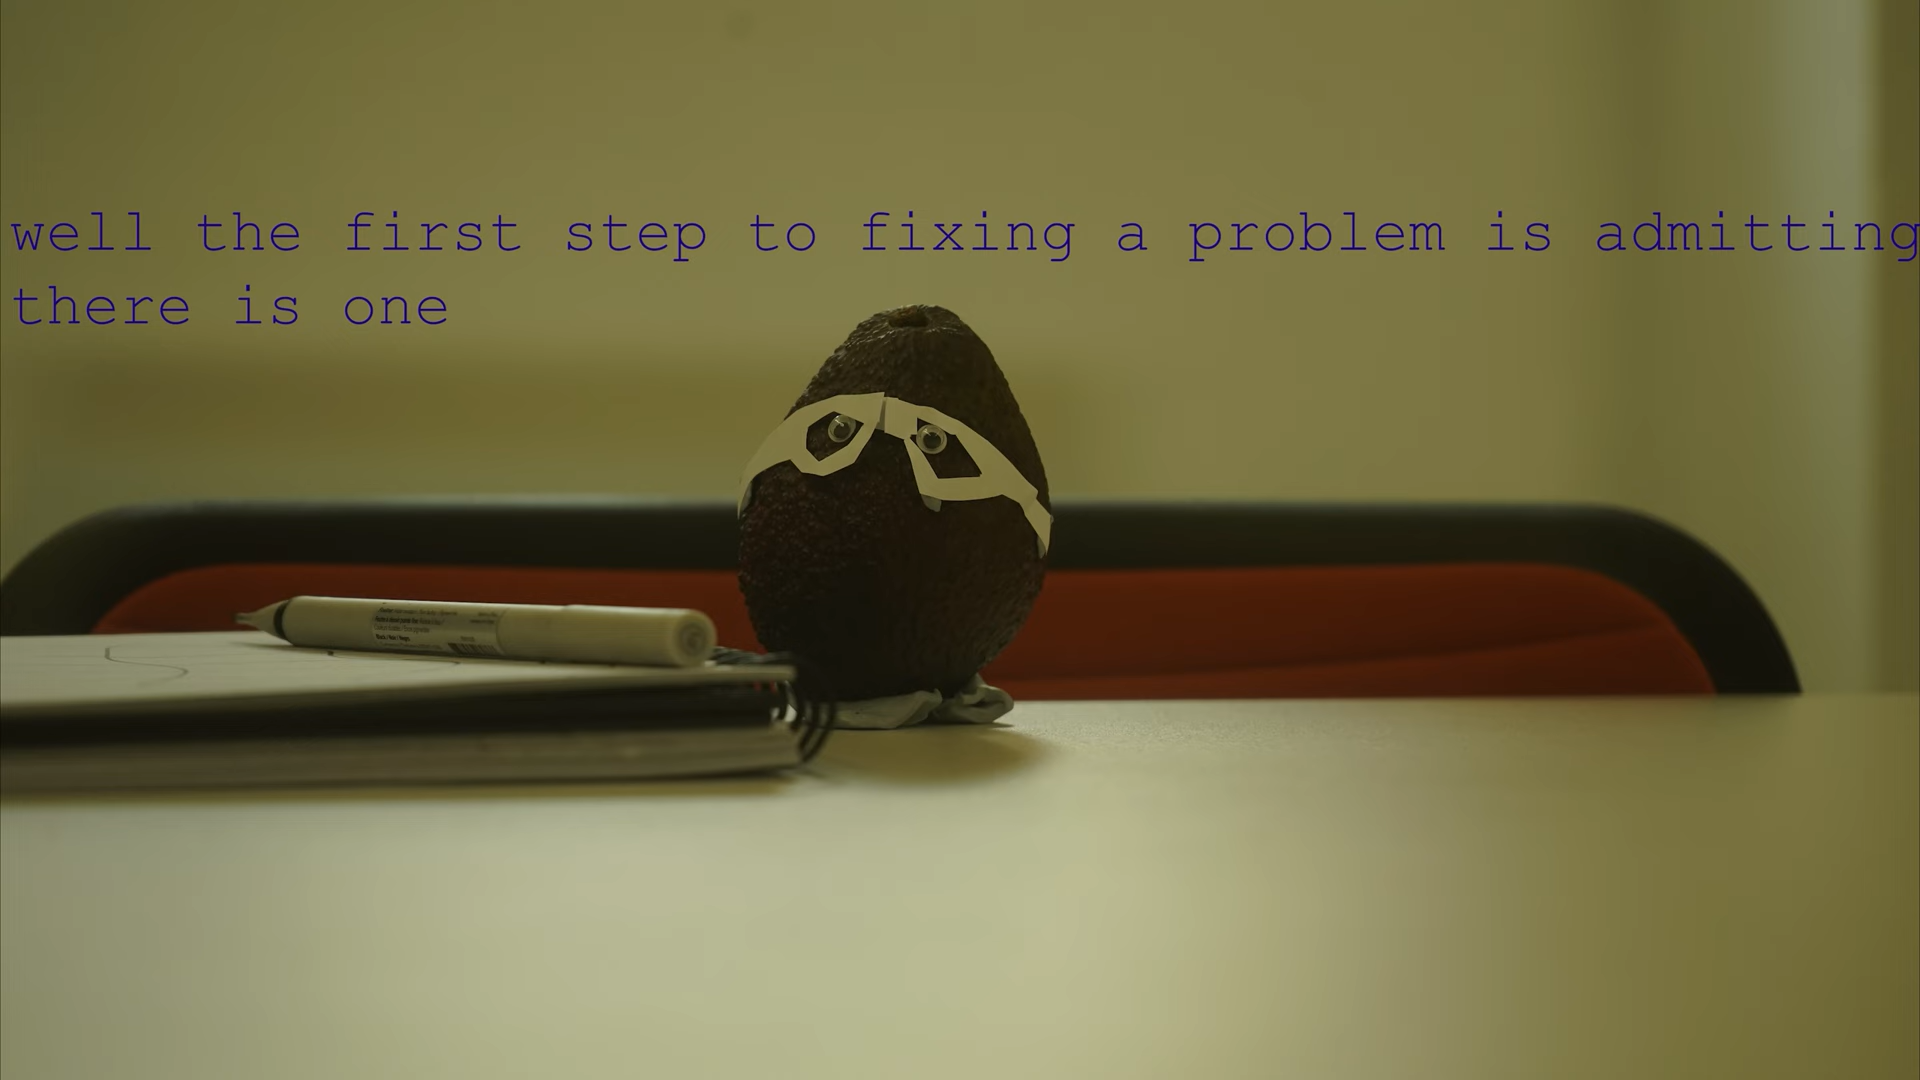 well the first step to fixing a problem is admitting
there is one